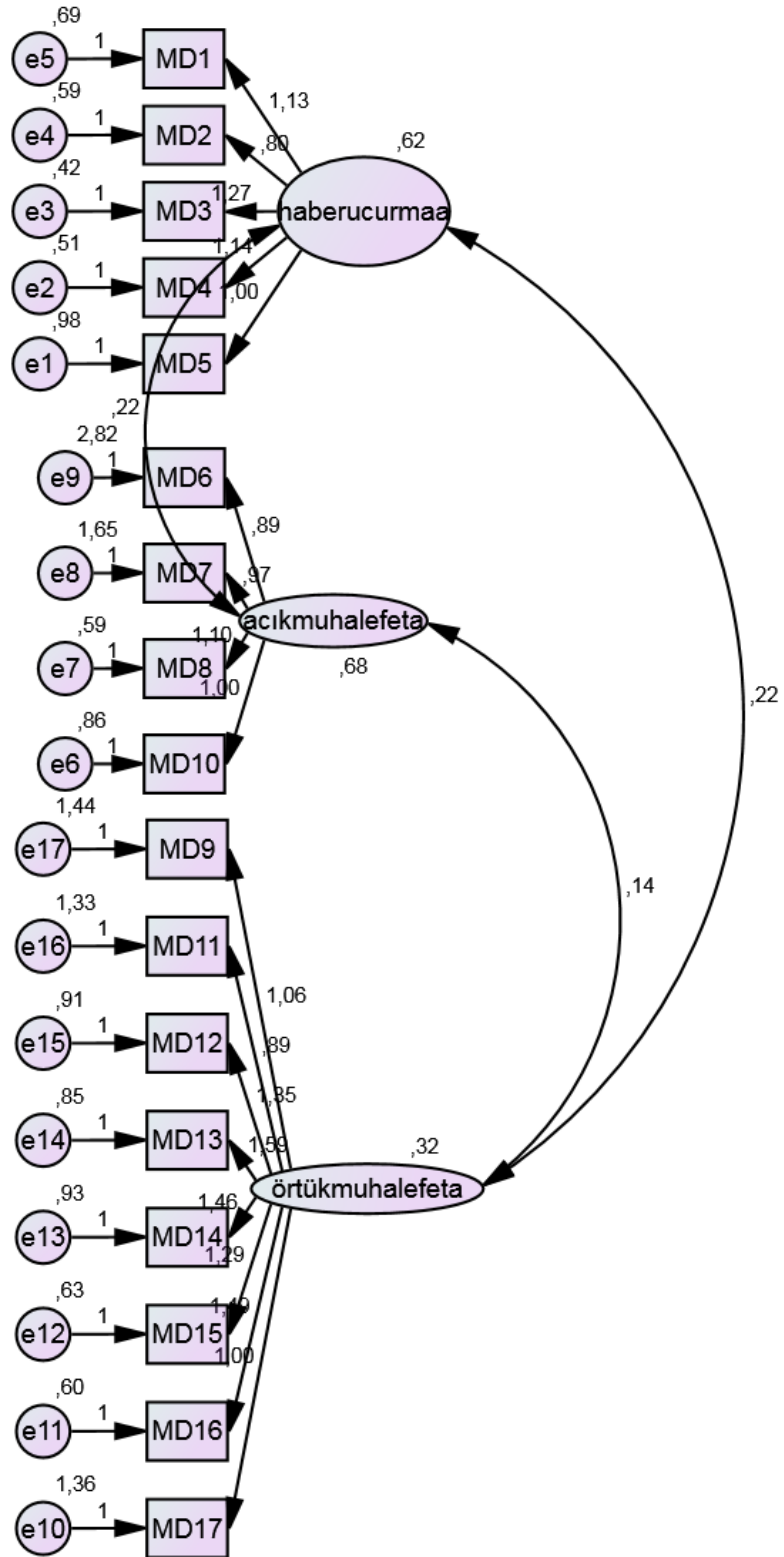 ,69
e5 1 MD1
1,13
,59
e4 1 MD2
,80
,62
,42
e3 1 MD3
1,27
haberucurmaa
,51
e2 1 MD4
1,14
,98
e1 1 MD5
1,00
,22
2,82
e9 1 MD6
,89
1,65
e8 1 MD7
,97
acıkmuhalefeta
,68
,59
e7 1 MD8
1,10
,86
e6 1 MD10
1,00
,22
,14
1,44
e17 1 MD9
1,06
1,33
e16 1 MD11
,89
,91
e15 1 MD12
1,35
,85
e14 1 MD13
1,59
,32
örtükmuhalefeta
,93
e13 1 MD14
1,46
,63
e12 1 MD15
1,29
,60
e11 1 MD16
1,49
1,36
e10 1 MD17
1,00